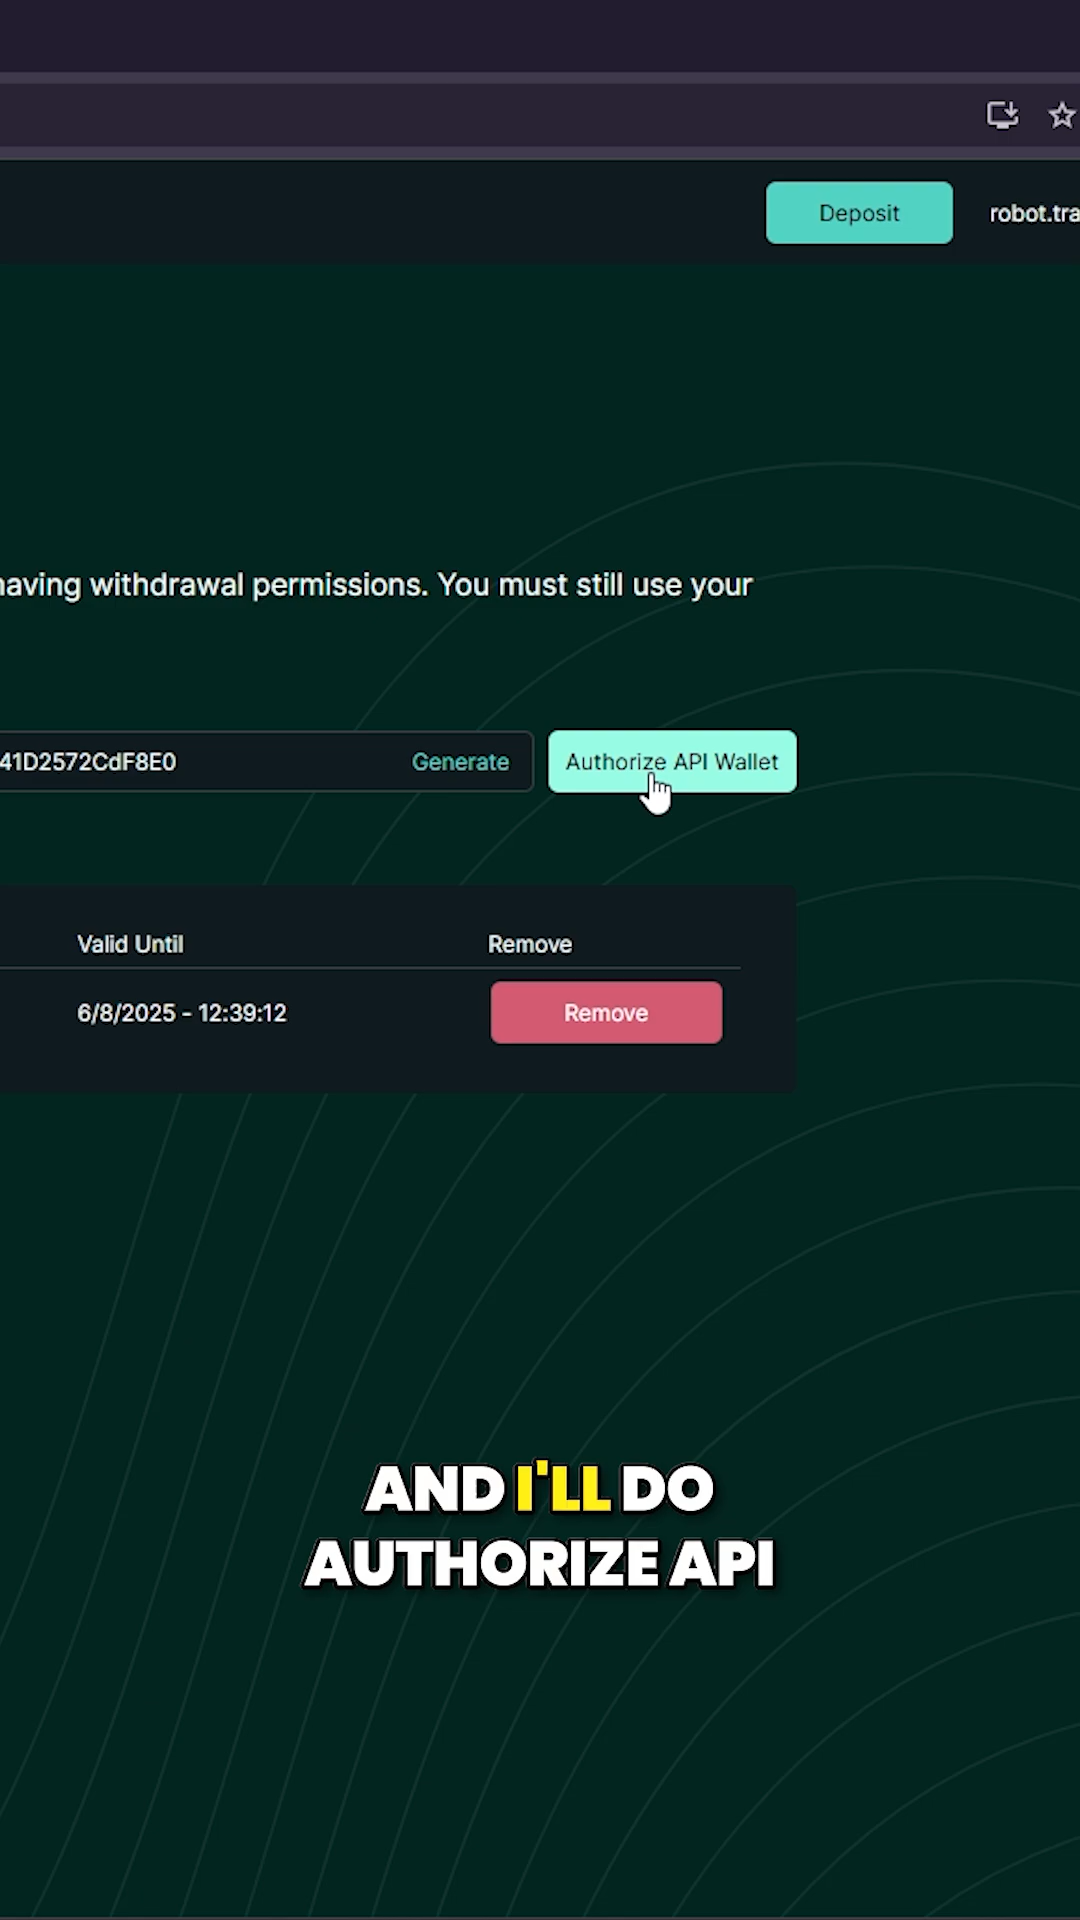 Deposit
robot.tra
having withdrawal permissions. You must still use your
41D2572CdF8E0
Generate
Authorize API Wallet
Valid Until
Remove
6/8/2025 - 12:39:12
Remove
AND I'LL DO
AUTHORIZE API